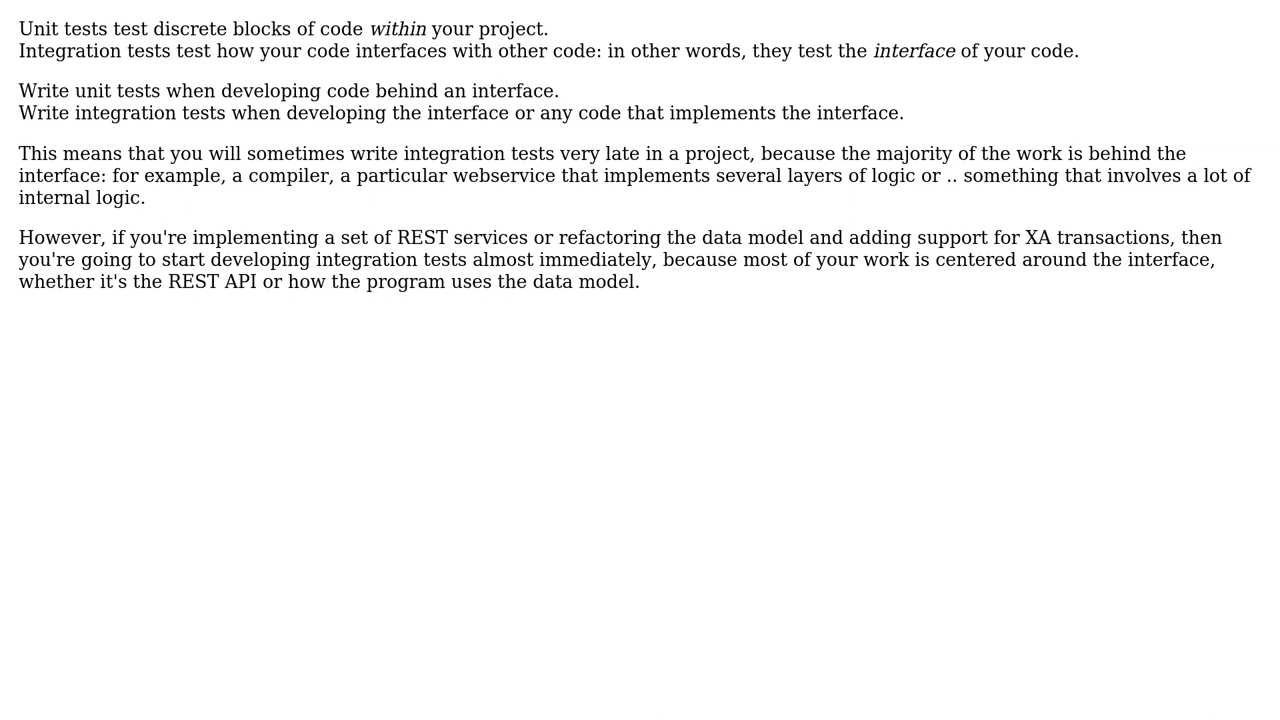 Unit tests test discrete blocks of code within your project.
Integration tests test how your code interfaces with other code: in other words, they test the interface of your code.
Write unit tests when developing code behind an interface.
Write integration tests when developing the interface or any code that implements the interface.
This means that you will sometimes write integration tests very late in a project, because the majority of the work is behind the
interface: for example, a compiler, a particular webservice that implements several layers of logic or .. something that involves a lot of
internal logic.
However, if you're implementing a set of REST services or refactoring the data model and adding support for XA transactions, then
you're going to start developing integration tests almost immediately, because most of your work is centered around the interface,
whether it's the REST API or how the program uses the data model.